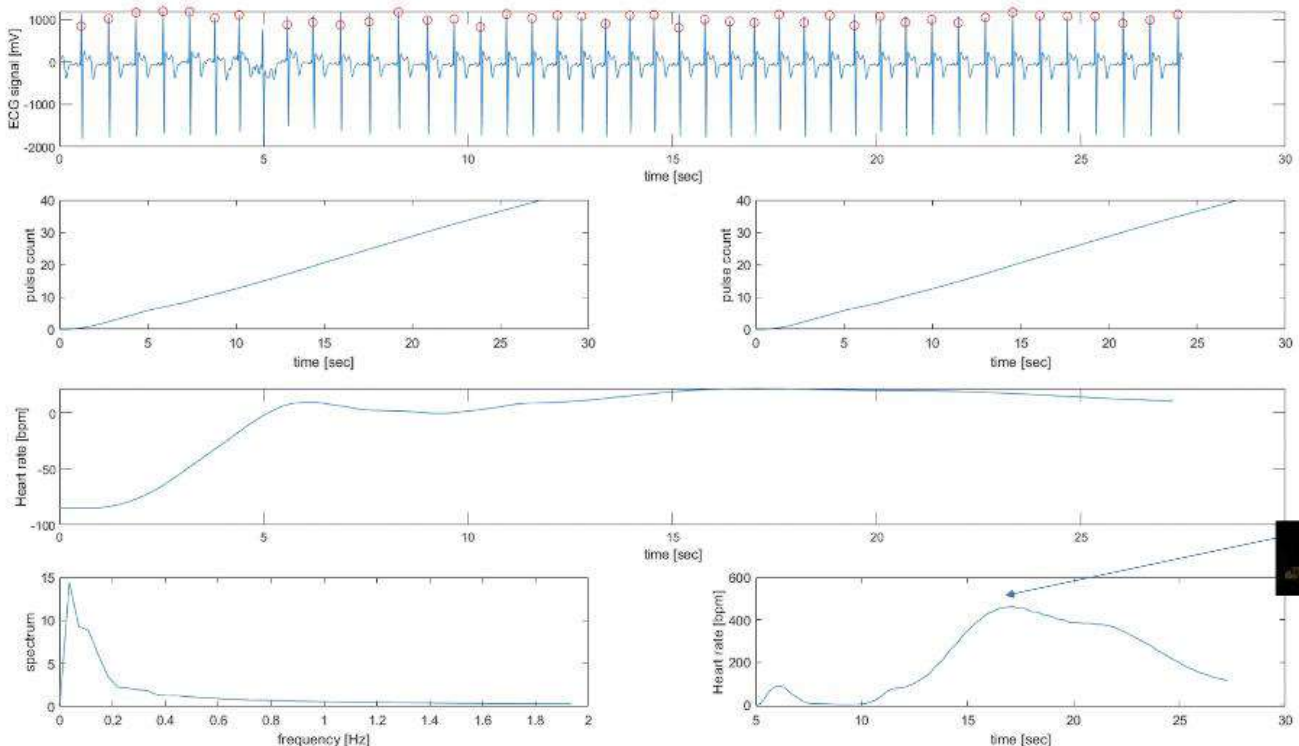 ECG signal [mV]
1000
0
-1000
-2000
0 5 10 15 20 25 30
time [sec]
pulse count
40
30
20
10
0
0 5 10 15 20 25 30
time [sec]
pulse count
40
30
20
10
0
0 5 10 15 20 25 30
time [sec]
Heart rate [bpm]
0
-50
-100
0 5 10 15 20 25
time [sec]
spectrum
15
10
5
0
0 0.2 0.4 0.6 0.8 1 1.2 1.4 1.6 1.8 2
frequency [Hz]
Heart rate [bpm]
600
400
200
0
5 10 15 20 25 30
time [sec]